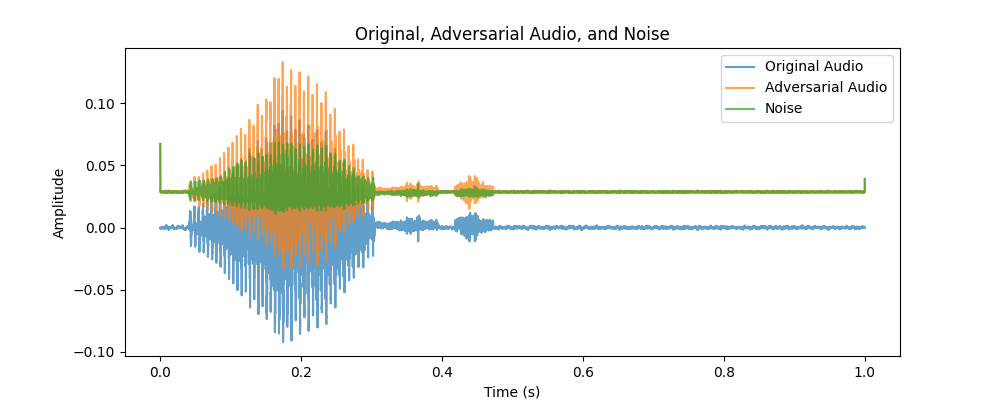 Original, Adversarial Audio, and Noise
Original Audio
Adversarial Audio
Noise
Amplitude
0.10
0.05
0.00
−0.05
−0.10
0.0 0.2 0.4 0.6 0.8 1.0
Time (s)